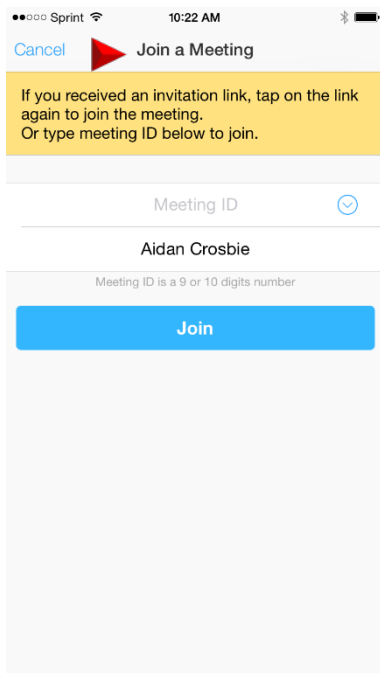 Sprint 10:22 AM
Cancel Join a Meeting
If you received an invitation link, tap on the link
again to join the meeting.
Or type meeting ID below to join.
Meeting ID
Aidan Crosbie
Meeting ID is a 9 or 10 digits number
Join